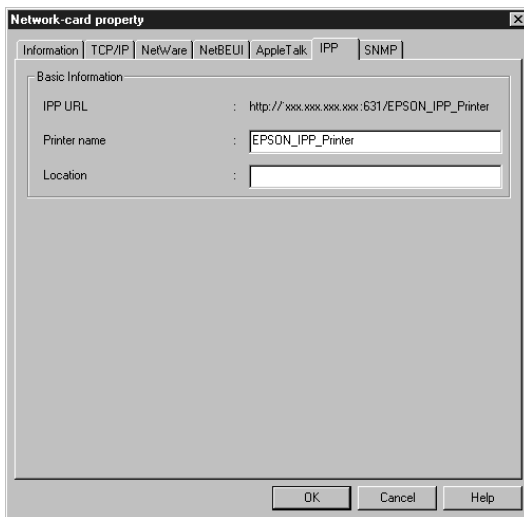 Network-card property
Information TCP/IP NetWare NetBEUI AppleTalk IPP SNMP
Basic Information
IPP URL : http://`xxx.xxx.xxx.xxx:631/EPSON_IPP_Printer
Printer name : EPSON_IPP_Printer
Location :
OK Cancel Help